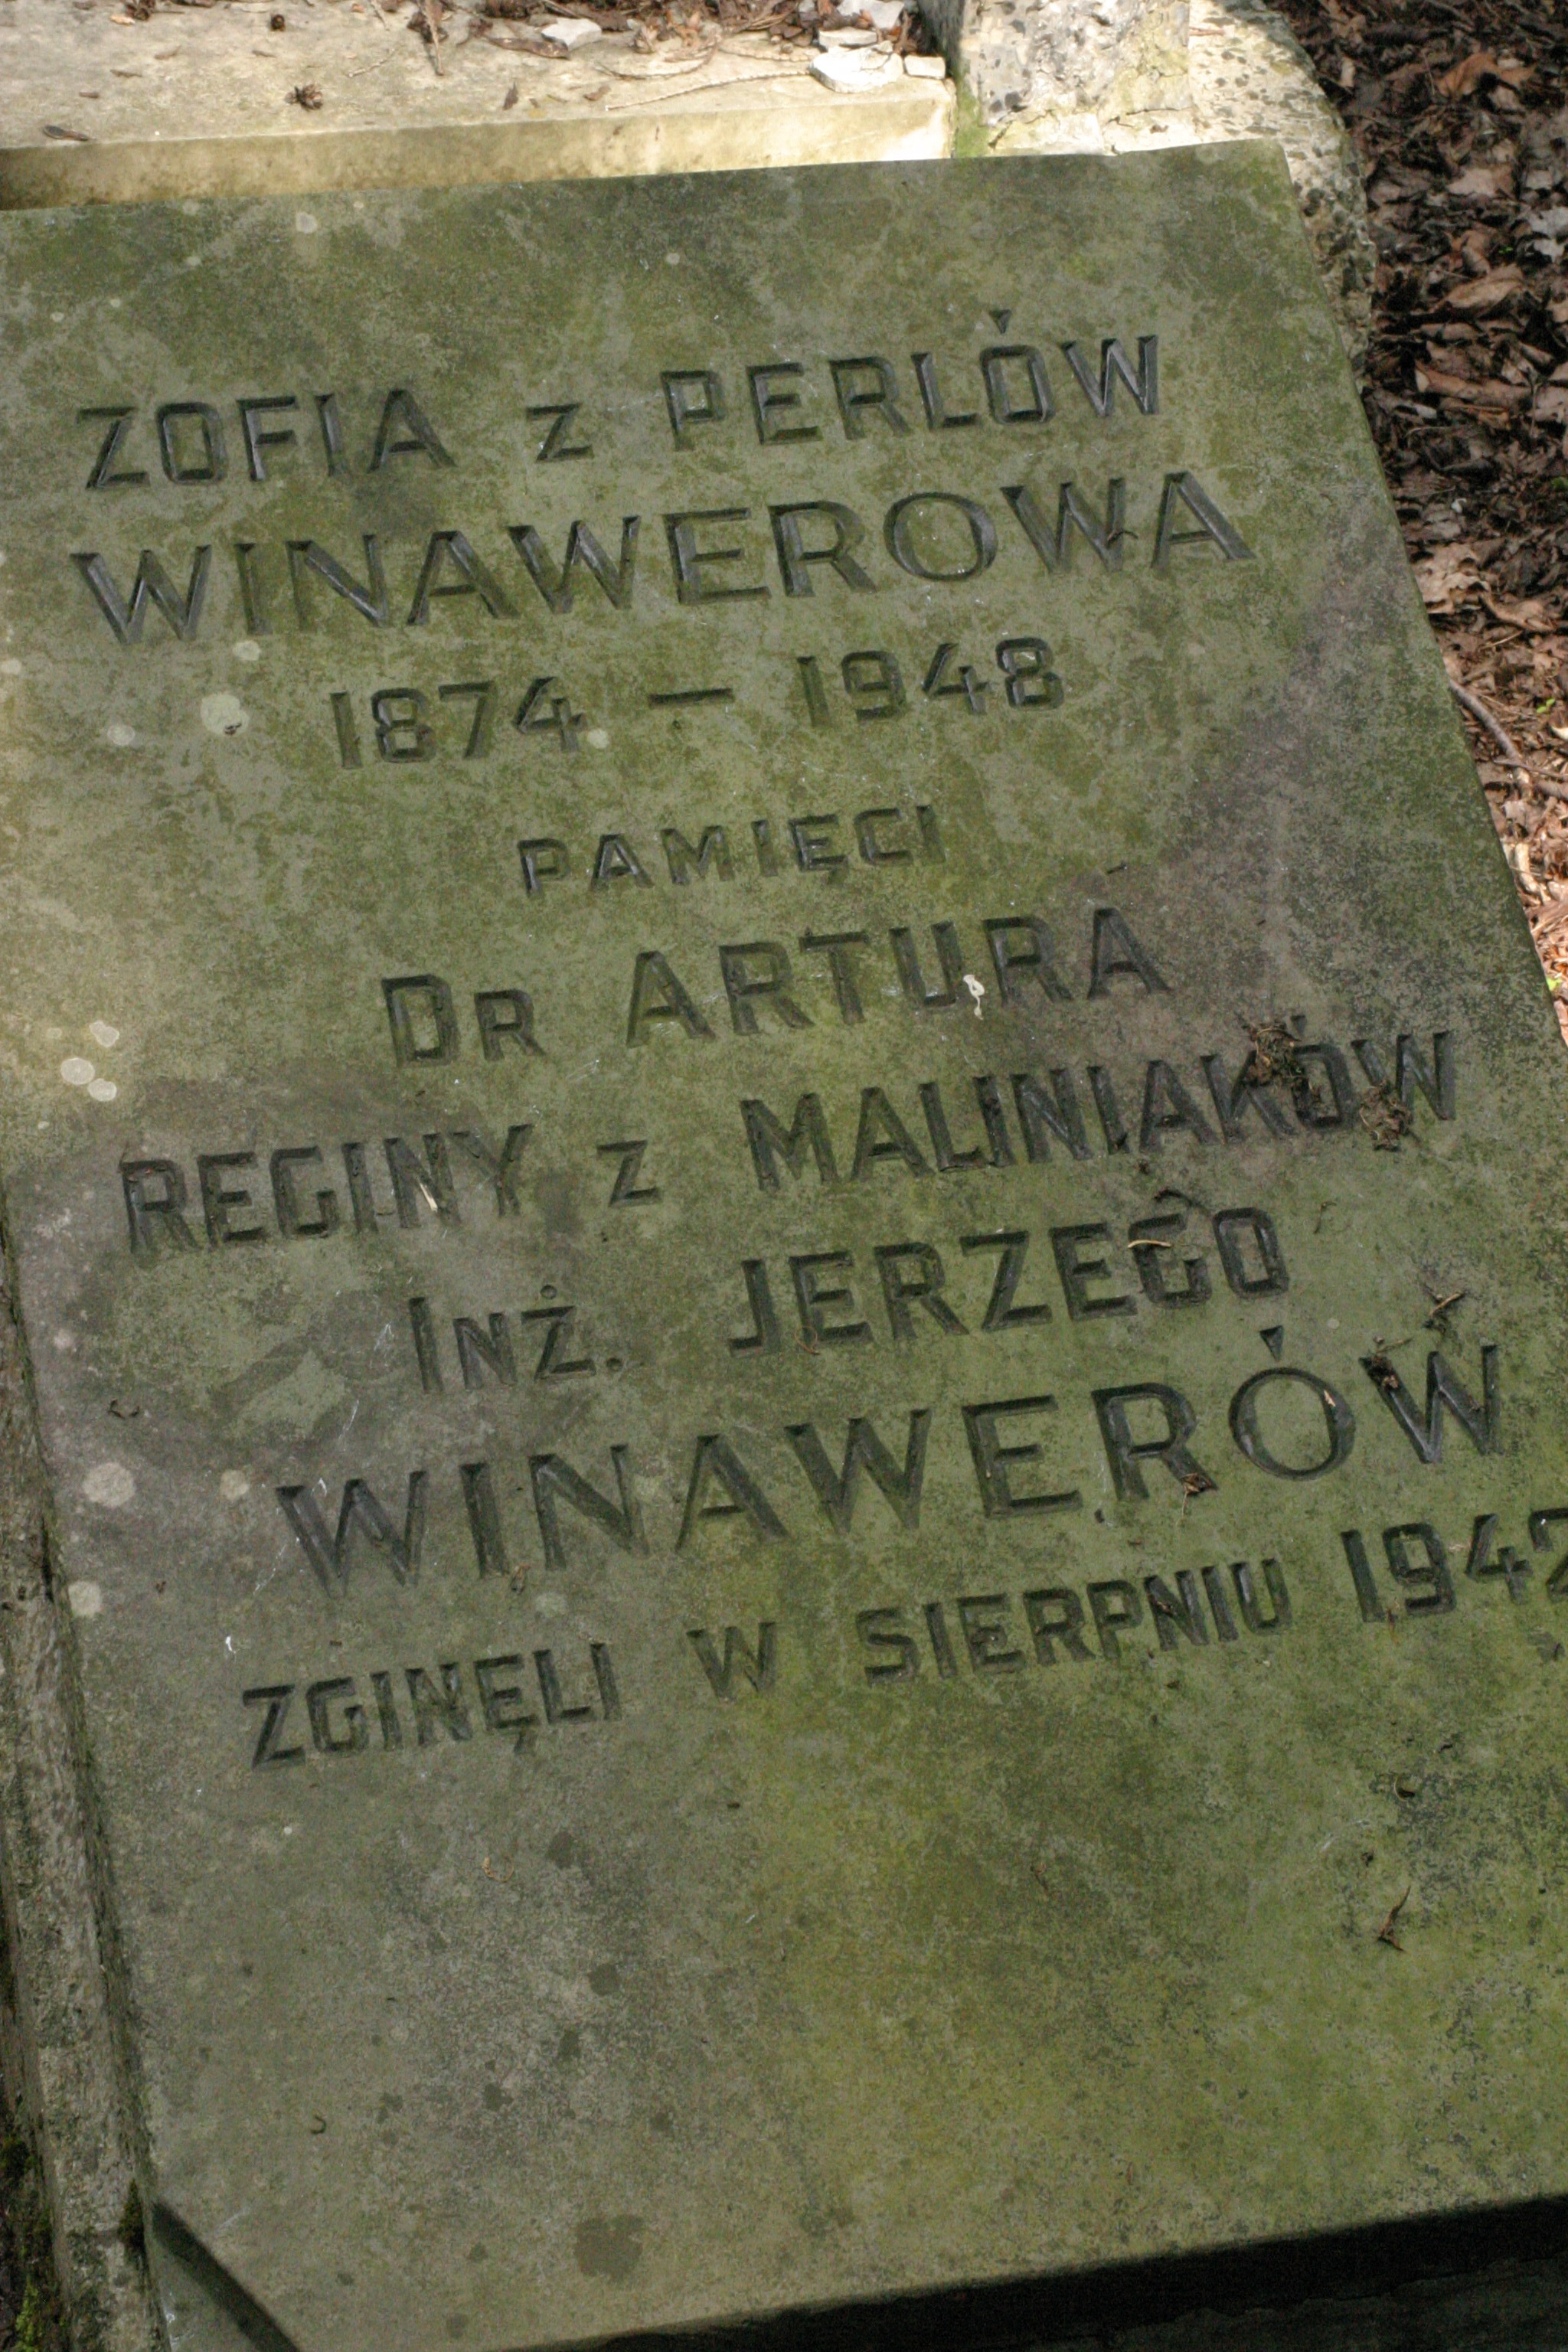 ZOFIA z PERLÓW
WINAWEROWA
1874 – 1948
PAMIĘCI
DR ARTURA
REGINY z MALINIAKÓW
INŻ. JERZEGO
WINAWERÓW
ZGINĘLI W SIERPNIU 1942